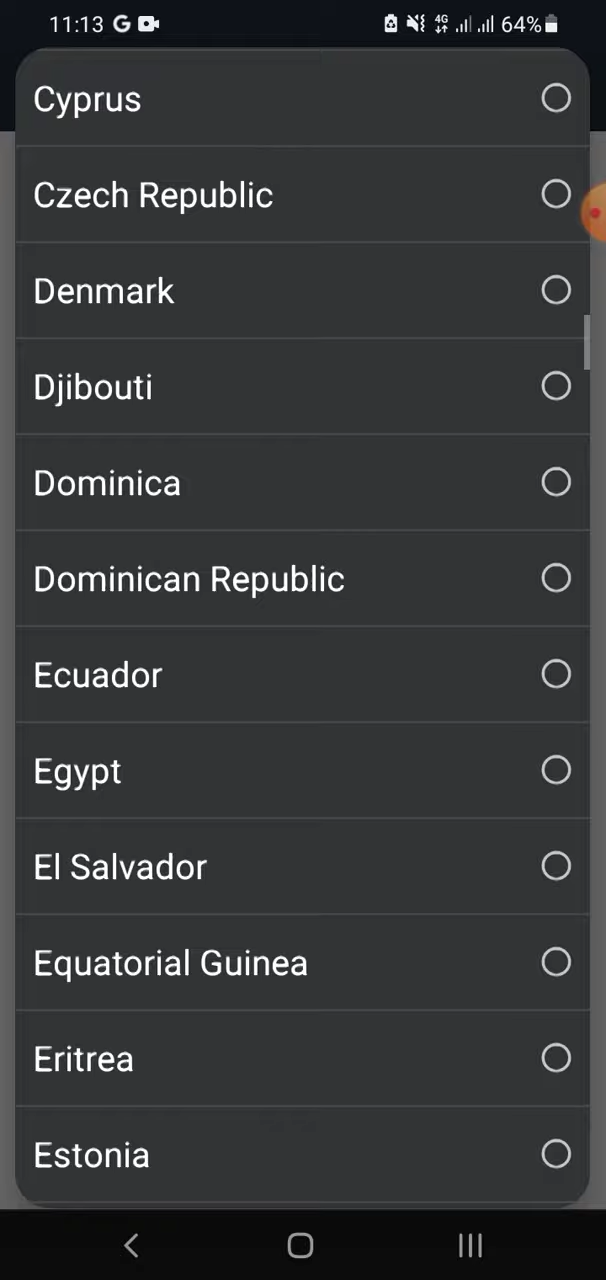 11:13 G 4G 64%
Cyprus
Czech Republic
Denmark
Djibouti
Dominica
Dominican Republic
Ecuador
Egypt
El Salvador
Equatorial Guinea
Eritrea
Estonia